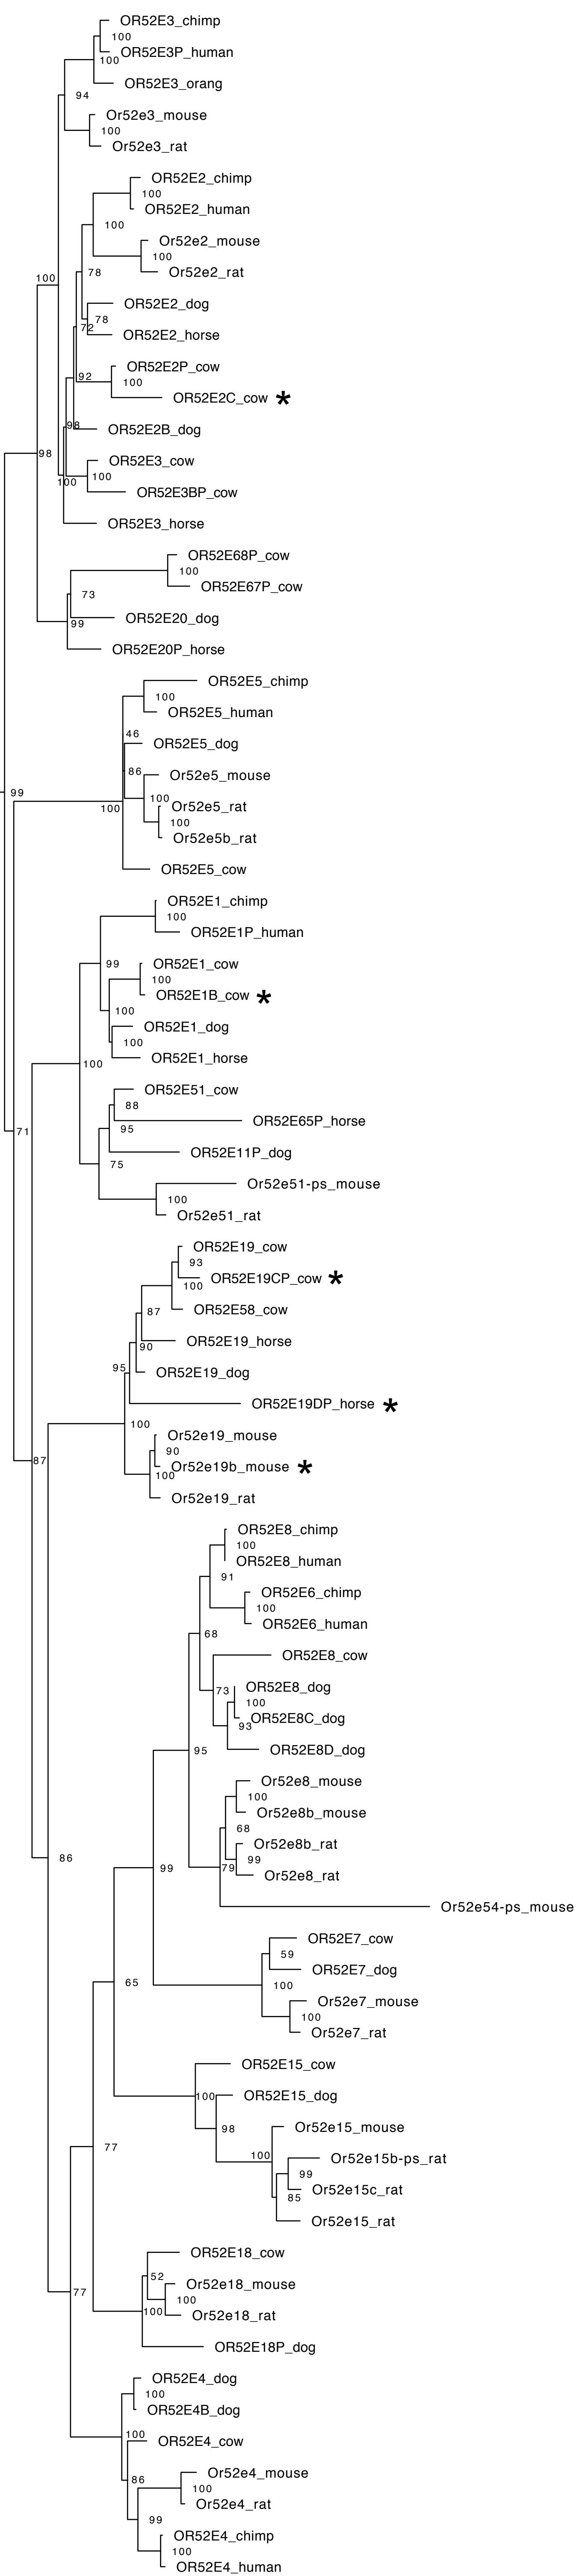 OR52E3_chimp
100
OR52E3P_human
100
OR52E3_orang
94
Or52e3_mouse
100
Or52e3_rat
OR52E2_chimp
100
OR52E2_human
100
Or52e2_mouse
100
Or52e2_rat
78
100
OR52E2_dog
78
72
OR52E2_horse
OR52E2P_cow
92
100
OR52E2C_cow *
98
OR52E2B_dog
98
OR52E3_cow
100
100
OR52E3BP_cow
OR52E3_horse
OR52E68P_cow
100
OR52E67P_cow
73
OR52E20_dog
99
OR52E20P_horse
OR52E5_chimp
100
OR52E5_human
46
OR52E5_dog
86
Or52e5_mouse
99
100
Or52e5_rat
100
100
Or52e5b_rat
OR52E5_cow
OR52E1_chimp
100
OR52E1P_human
99
OR52E1_cow
100
OR52E1B_cow *
100
OR52E1_dog
100
OR52E1_horse
100
OR52E51_cow
88
OR52E65P_horse
95
71
OR52E11P_dog
75
Or52e51-ps_mouse
100
Or52e51_rat
OR52E19_cow
93
OR52E19CP_cow *
100
OR52E58_cow
87
OR52E19_horse
90
OR52E19_dog
95
OR52E19DP_horse *
100
Or52e19_mouse
90
87
Or52e19b_mouse *
100
Or52e19_rat
OR52E8_chimp
100
OR52E8_human
91
OR52E6_chimp
100
OR52E6_human
68
OR52E8_cow
OR52E8_dog
73
100
OR52E8C_dog
93
OR52E8D_dog
95
Or52e8_mouse
100
Or52e8b_mouse
68
Or52e8b_rat
99
79
Or52e8_rat
86
99
Or52e54-ps_mouse
OR52E7_cow
59
OR52E7_dog
65
100
Or52e7_mouse
100
Or52e7_rat
OR52E15_cow
100
OR52E15_dog
98
Or52e15_mouse
77
100
Or52e15b-ps_rat
99
Or52e15c_rat
85
Or52e15_rat
OR52E18_cow
52
Or52e18_mouse
77
100
100
Or52e18_rat
OR52E18P_dog
OR52E4_dog
100
OR52E4B_dog
100
OR52E4_cow
86
Or52e4_mouse
100
Or52e4_rat
99
OR52E4_chimp
100
OR52E4_human